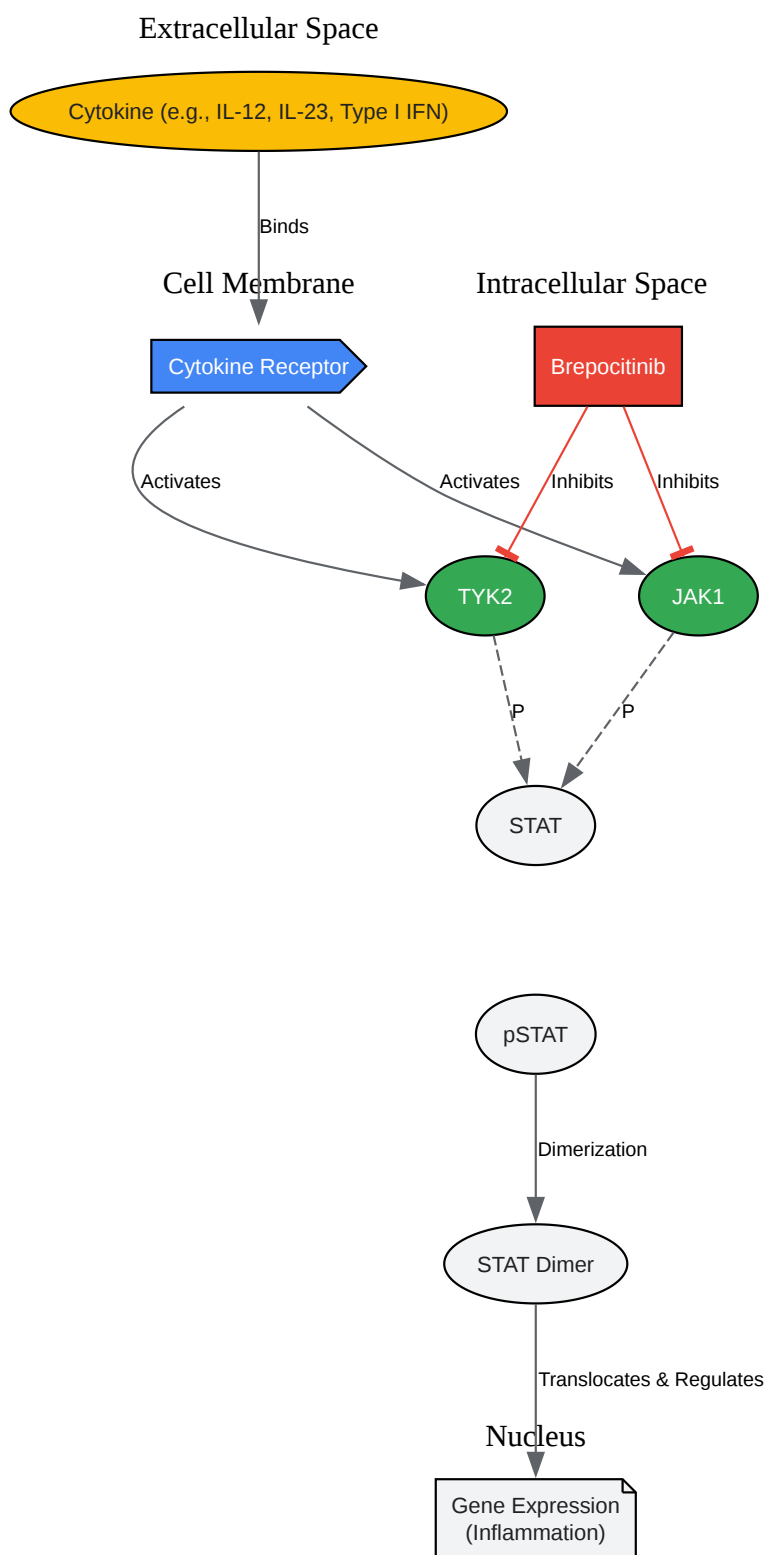 Extracellular Space
Cytokine (e.g., IL-12, IL-23, Type I IFN)
Binds
Cell Membrane
Intracellular Space
Cytokine Receptor
Brepocitinib
Activates
Activates
Inhibits
Inhibits
TYK2
JAK1
P
P
STAT
pSTAT
Dimerization
STAT Dimer
Translocates & Regulates
Nucleus
Gene Expression
(Inflammation)